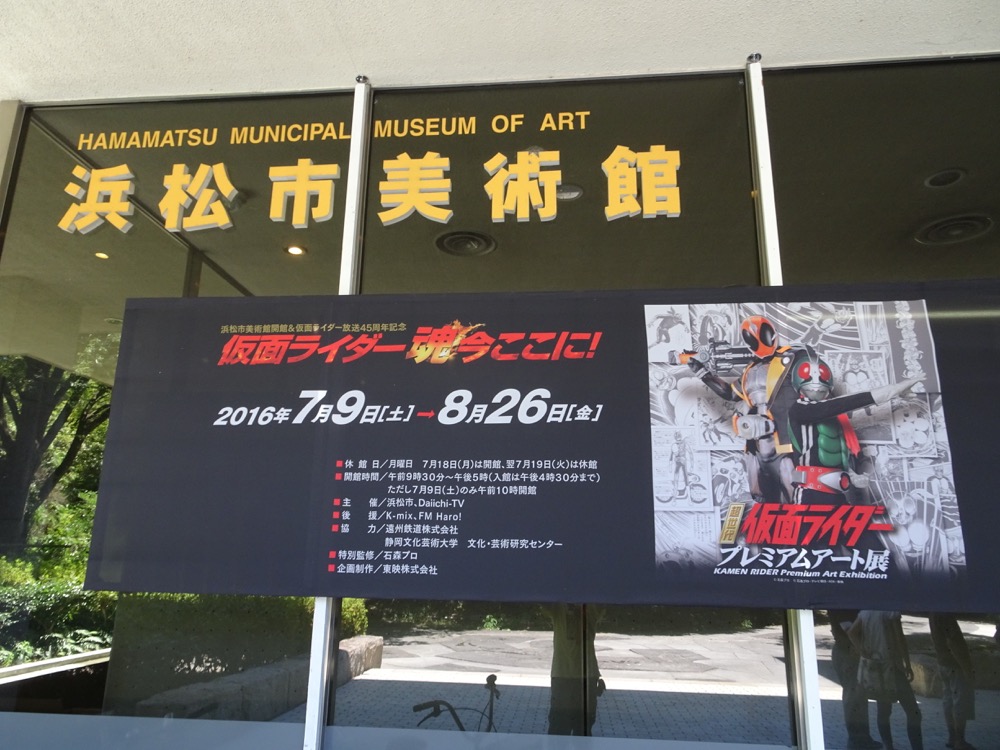 HAMAMATSU MUNICIPAL MUSEUM OF ART
浜松市美術館
浜松市美術館開館&仮面ライダー放送45周年記念
仮面ライダー魂今ここに!
2016年7月9日[土]→8月26日[金]
■休館日/月曜日 7月18日(月)は開館、翌7月19日(火)は休館
■開館時間/午前9時30分~午後5時(入館は午後4時30分まで)
ただし7月9日(土)のみ午前10時開館
■主催/浜松市、Daiichi-TV
■後援/K-mix、FM Haro!
■協力/遠州鉄道株式会社
静岡文化芸術大学 文化・芸術研究センター
■特別監修/石森プロ
■企画制作/東映株式会社
仮面ライダー
プレミアムアート展
KAMEN RIDER Premium Art Exhibition